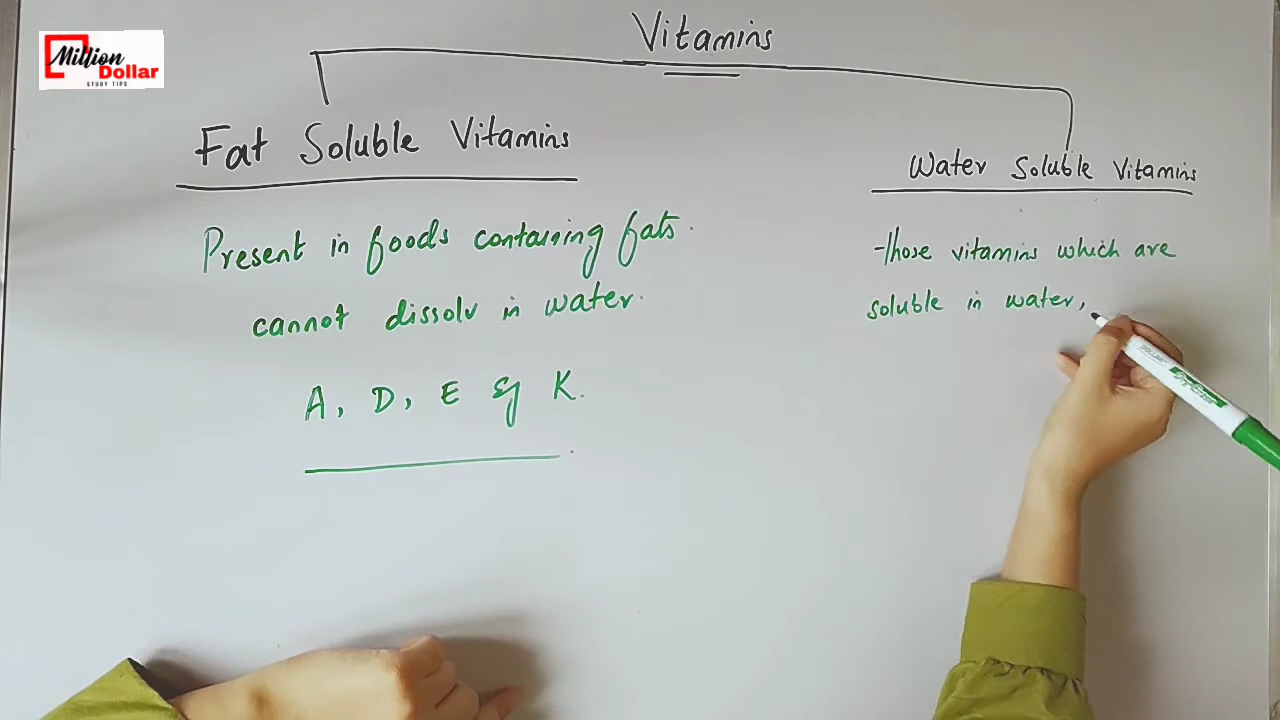 Million
Dollar
STUDY TIPS
Vitamins
Fat Soluble Vitamins
Present in foods containing fats.
cannot dissolv in water.
A, D, E & K.
Water Soluble Vitamins
Those vitamins which are
soluble in water,
DOLLAR